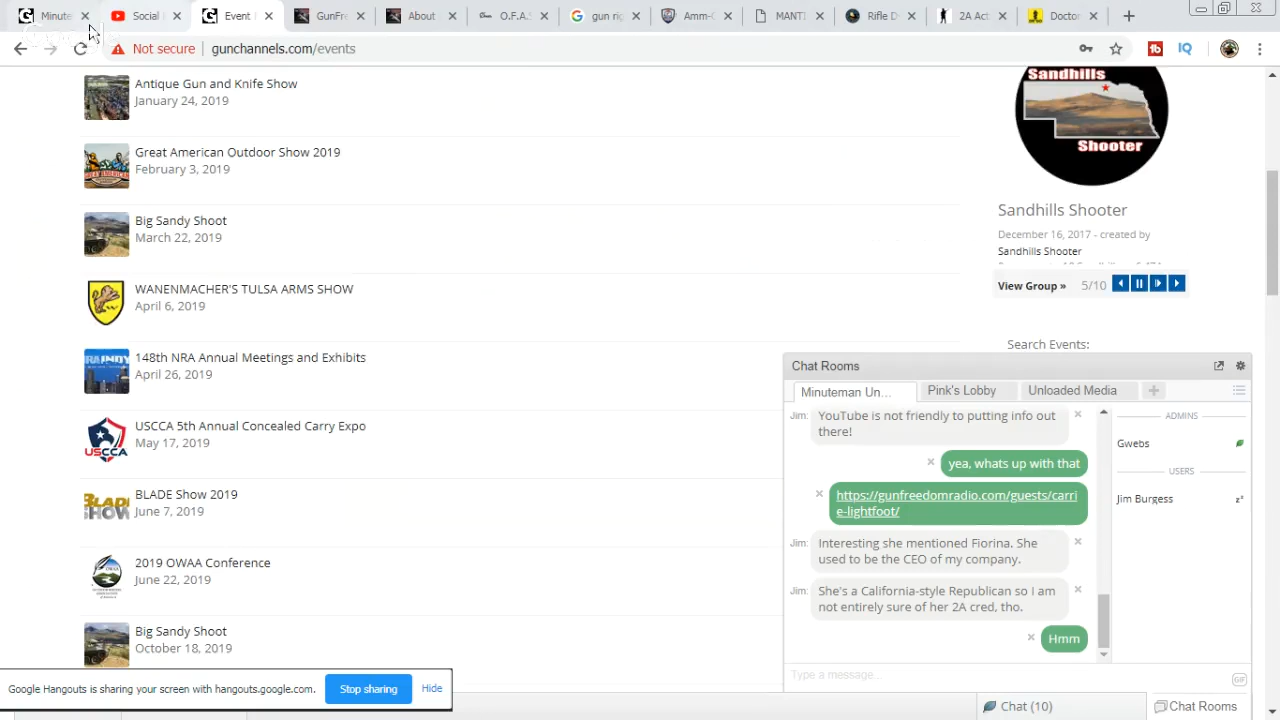 Minute
Social
Event
GunFre
About
O.F.A.S
gun rig
Amm-O
MANTI
Rifle D
2A Act
Doctor
Not secure
gunchannels.com/events
Antique Gun and Knife Show
January 24, 2019
Great American Outdoor Show 2019
February 3, 2019
Big Sandy Shoot
March 22, 2019
WANENMACHER'S TULSA ARMS SHOW
April 6, 2019
148th NRA Annual Meetings and Exhibits
April 26, 2019
USCCA
USCCA 5th Annual Concealed Carry Expo
May 17, 2019
BLADE
SHOW
BLADE Show 2019
June 7, 2019
2019 OWAA Conference
June 22, 2019
Big Sandy Shoot
October 18, 2019
Sandhills
Shooter
Sandhills Shooter
December 16, 2017 - created by
Sandhills Shooter
View Group »
5/10
Search Events:
Chat Rooms
Minuteman Un...
Pink's Lobby
Unloaded Media
Jim:
YouTube is not friendly to putting info out
there!
yea, whats up with that
https://gunfreedomradio.com/guests/carri
e-lightfoot/
Jim:
Interesting she mentioned Fiorina. She
used to be the CEO of my company.
Jim:
She's a California-style Republican so I am
not entirely sure of her 2A cred, tho.
Hmm
ADMINS
Gwebs
USERS
Jim Burgess
Type a message...
GIF
Chat (10)
Chat Rooms
Google Hangouts is sharing your screen with hangouts.google.com.
Stop sharing
Hide